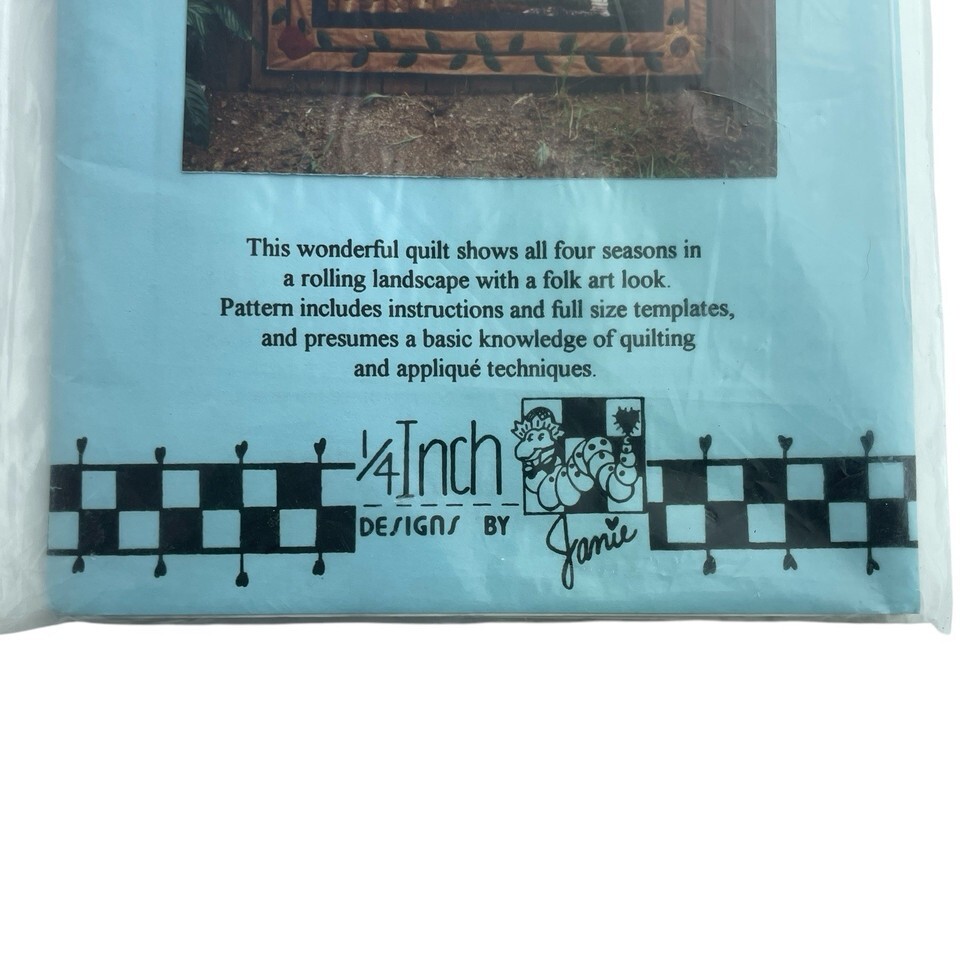 This wonderful quilt shows all four seasons in
a rolling landscape with a folk art look.
Pattern includes instructions and full size templates,
and presumes a basic knowledge of quilting
and appliqué techniques.
1/4 Inch
DESIGNS BY
Janie